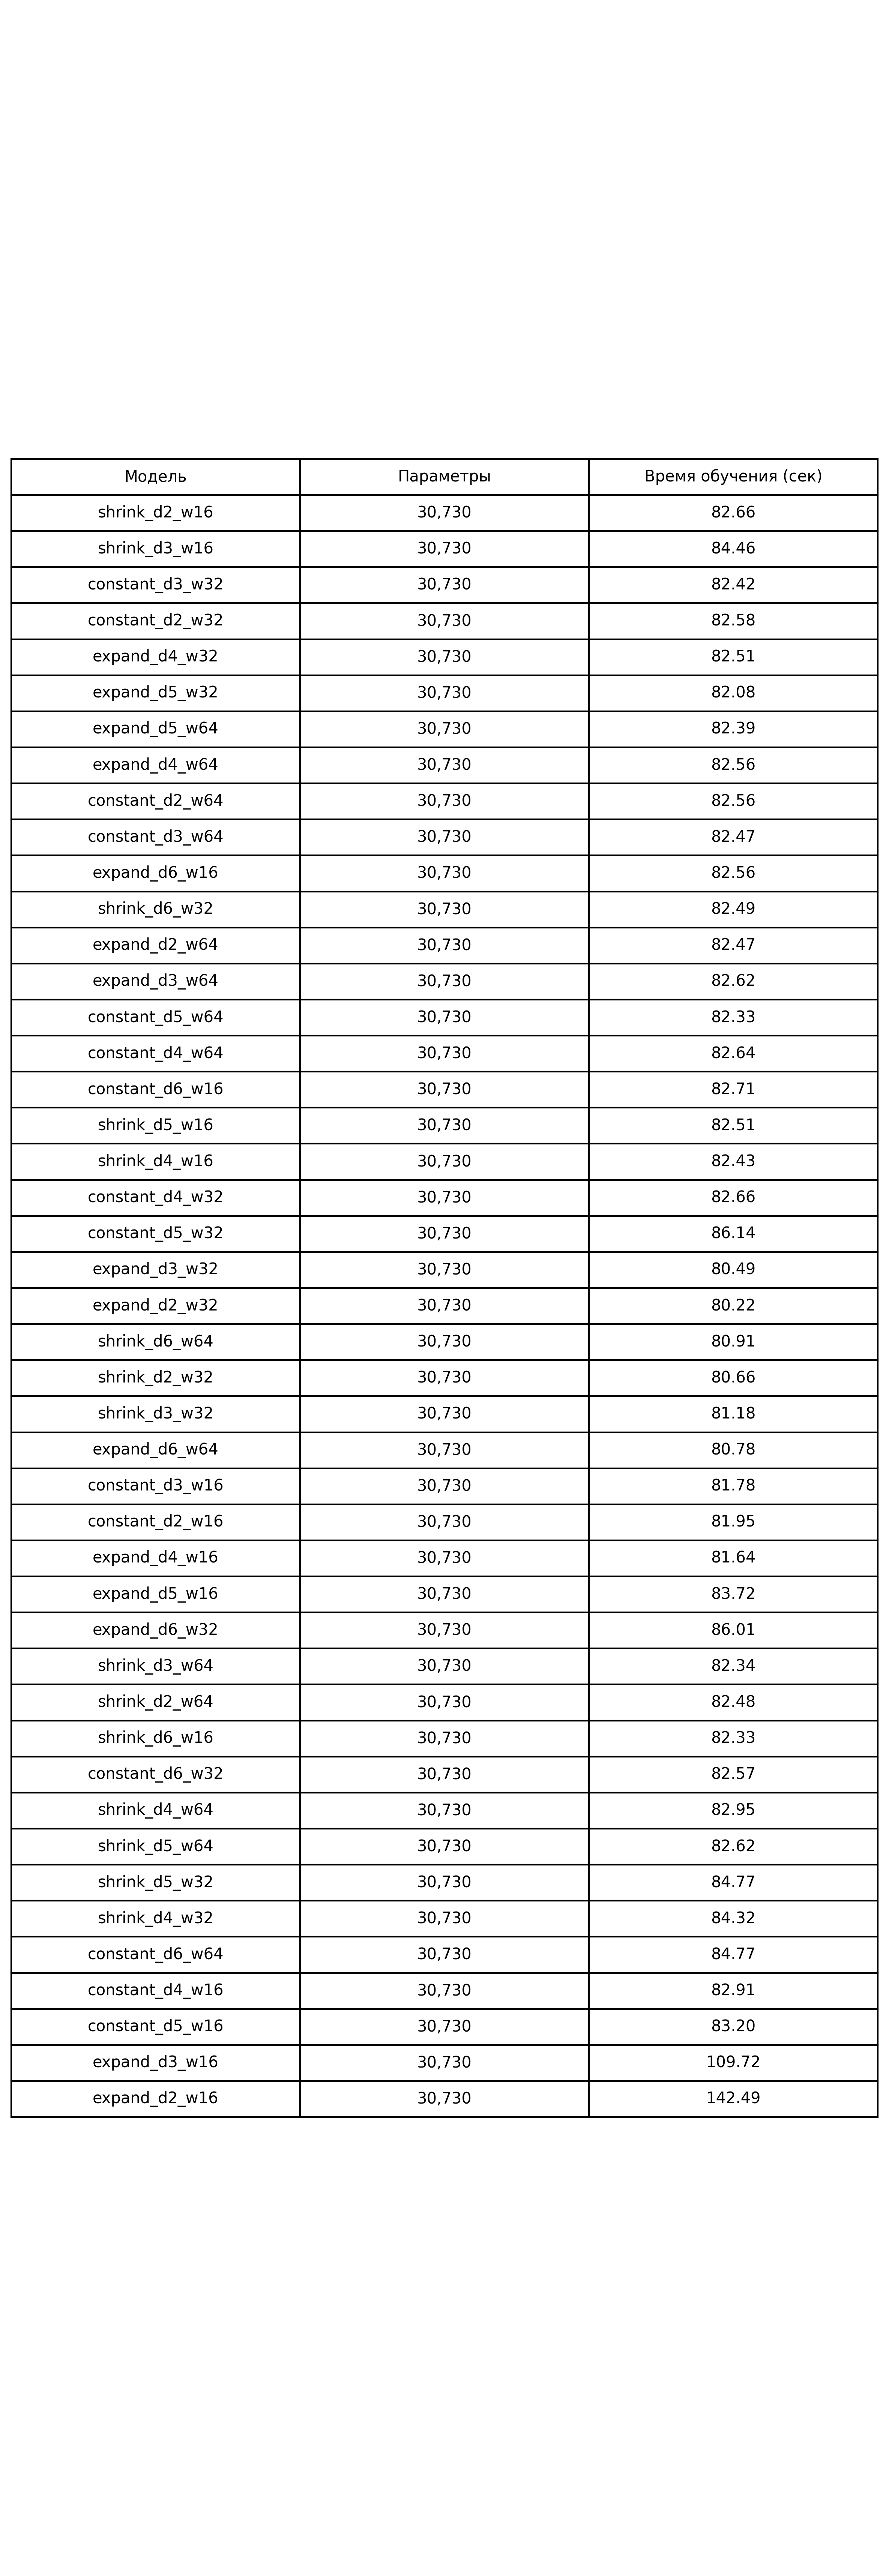 Модель Параметры Время обучения (сек)
shrink_d2_w16 30,730 82.66
shrink_d3_w16 30,730 84.46
constant_d3_w32 30,730 82.42
constant_d2_w32 30,730 82.58
expand_d4_w32 30,730 82.51
expand_d5_w32 30,730 82.08
expand_d5_w64 30,730 82.39
expand_d4_w64 30,730 82.56
constant_d2_w64 30,730 82.56
constant_d3_w64 30,730 82.47
expand_d6_w16 30,730 82.56
shrink_d6_w32 30,730 82.49
expand_d2_w64 30,730 82.47
expand_d3_w64 30,730 82.62
constant_d5_w64 30,730 82.33
constant_d4_w64 30,730 82.64
constant_d6_w16 30,730 82.71
shrink_d5_w16 30,730 82.51
shrink_d4_w16 30,730 82.43
constant_d4_w32 30,730 82.66
constant_d5_w32 30,730 86.14
expand_d3_w32 30,730 80.49
expand_d2_w32 30,730 80.22
shrink_d6_w64 30,730 80.91
shrink_d2_w32 30,730 80.66
shrink_d3_w32 30,730 81.18
expand_d6_w64 30,730 80.78
constant_d3_w16 30,730 81.78
constant_d2_w16 30,730 81.95
expand_d4_w16 30,730 81.64
expand_d5_w16 30,730 83.72
expand_d6_w32 30,730 86.01
shrink_d3_w64 30,730 82.34
shrink_d2_w64 30,730 82.48
shrink_d6_w16 30,730 82.33
constant_d6_w32 30,730 82.57
shrink_d4_w64 30,730 82.95
shrink_d5_w64 30,730 82.62
shrink_d5_w32 30,730 84.77
shrink_d4_w32 30,730 84.32
constant_d6_w64 30,730 84.77
constant_d4_w16 30,730 82.91
constant_d5_w16 30,730 83.20
expand_d3_w16 30,730 109.72
expand_d2_w16 30,730 142.49